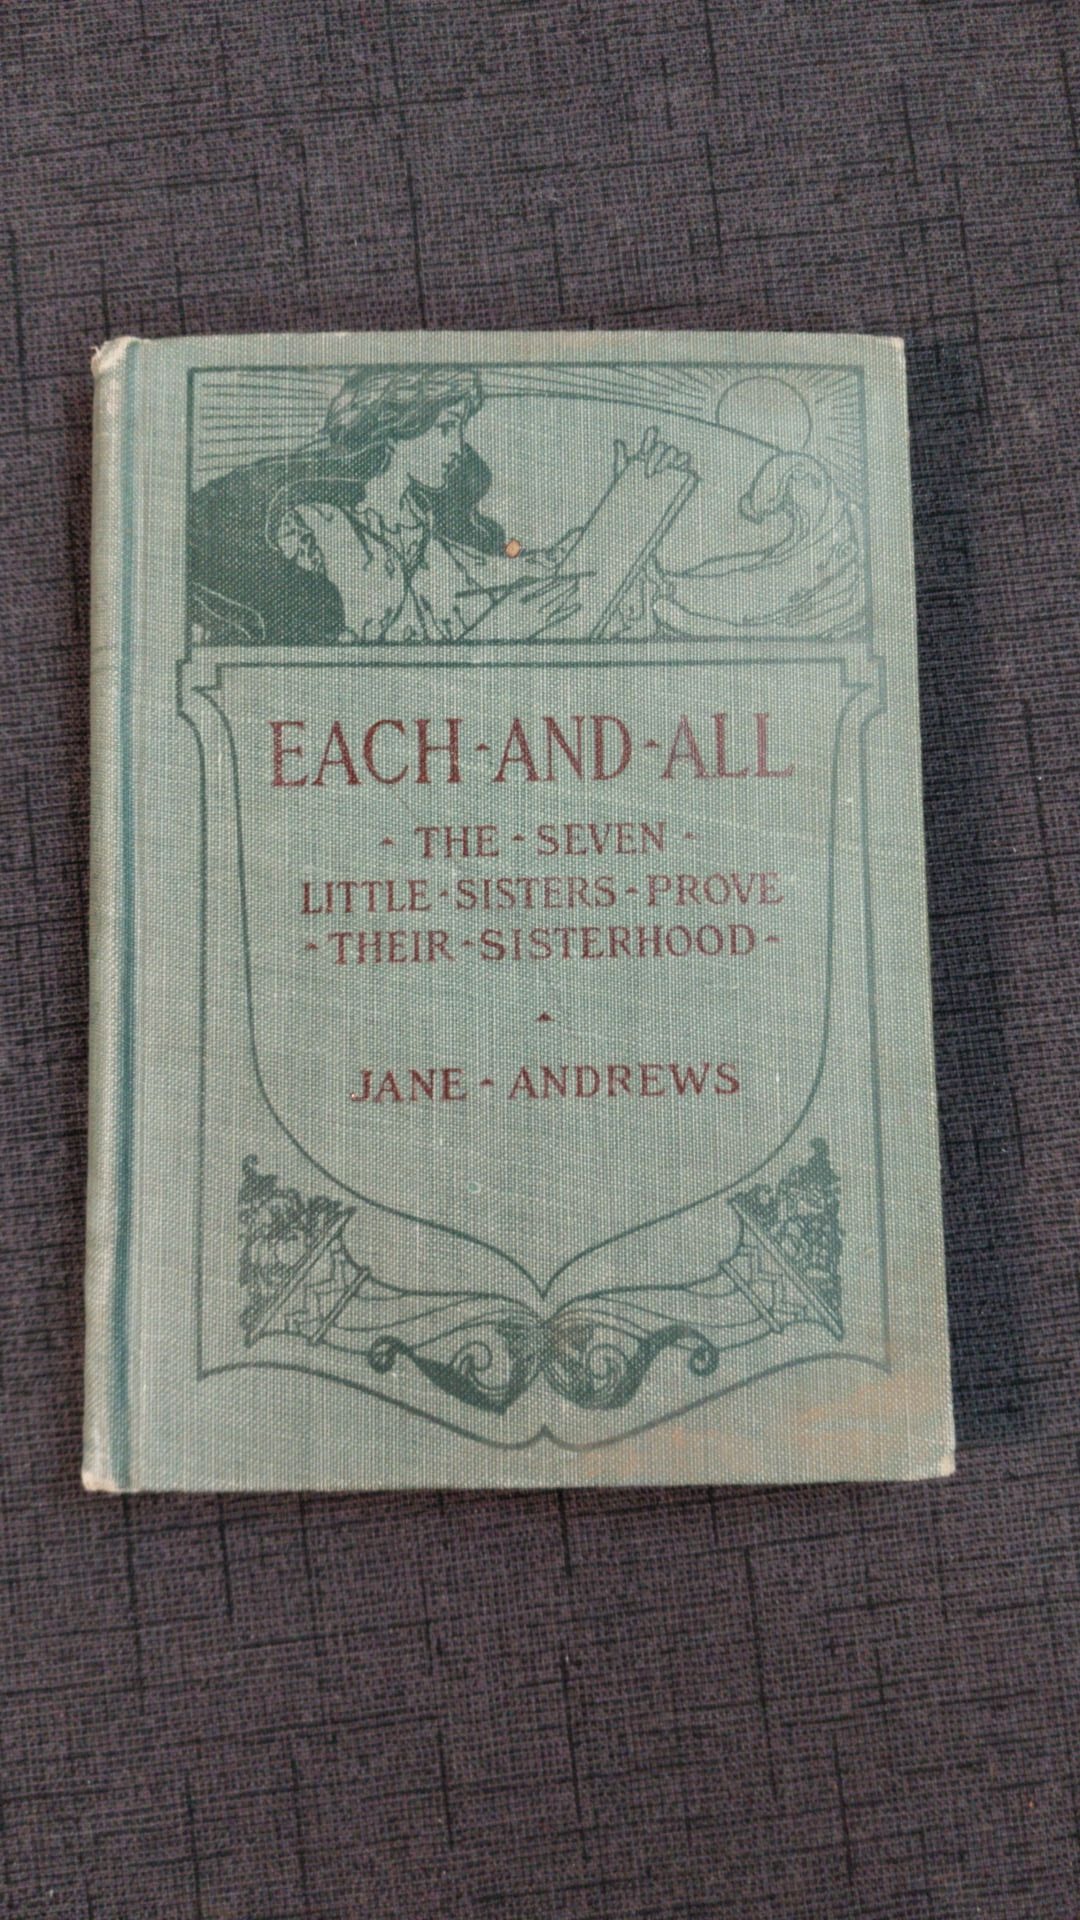 EACH-AND-ALL
- THE - SEVEN -
LITTLE-SISTERS-PROVE
-THEIR-SISTERHOOD-
JANE - ANDREWS